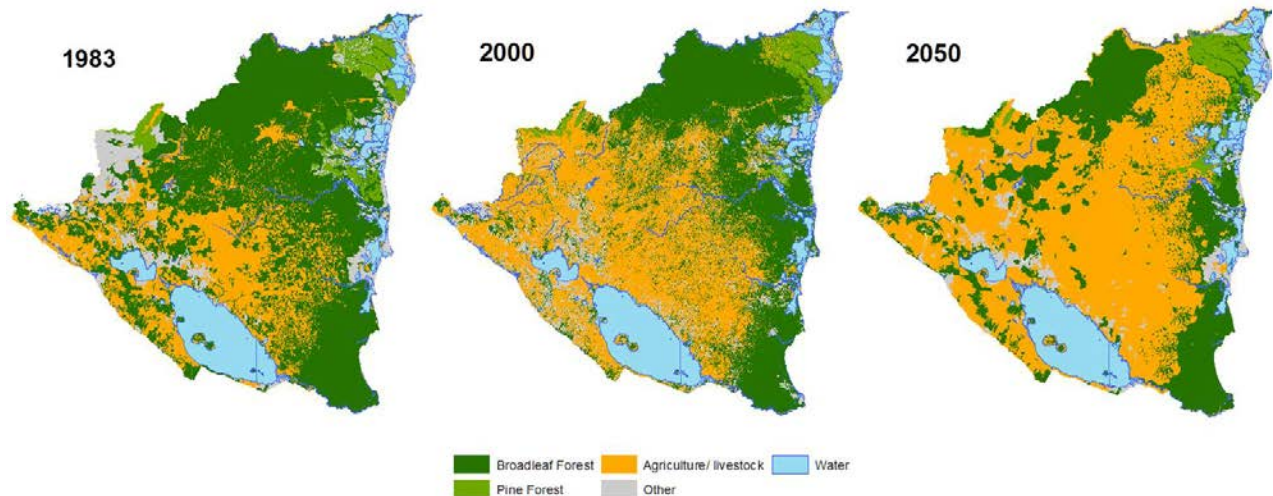 1983
2000
2050
Broadleaf Forest
Agriculture/ livestock
Water
Pine Forest
Other